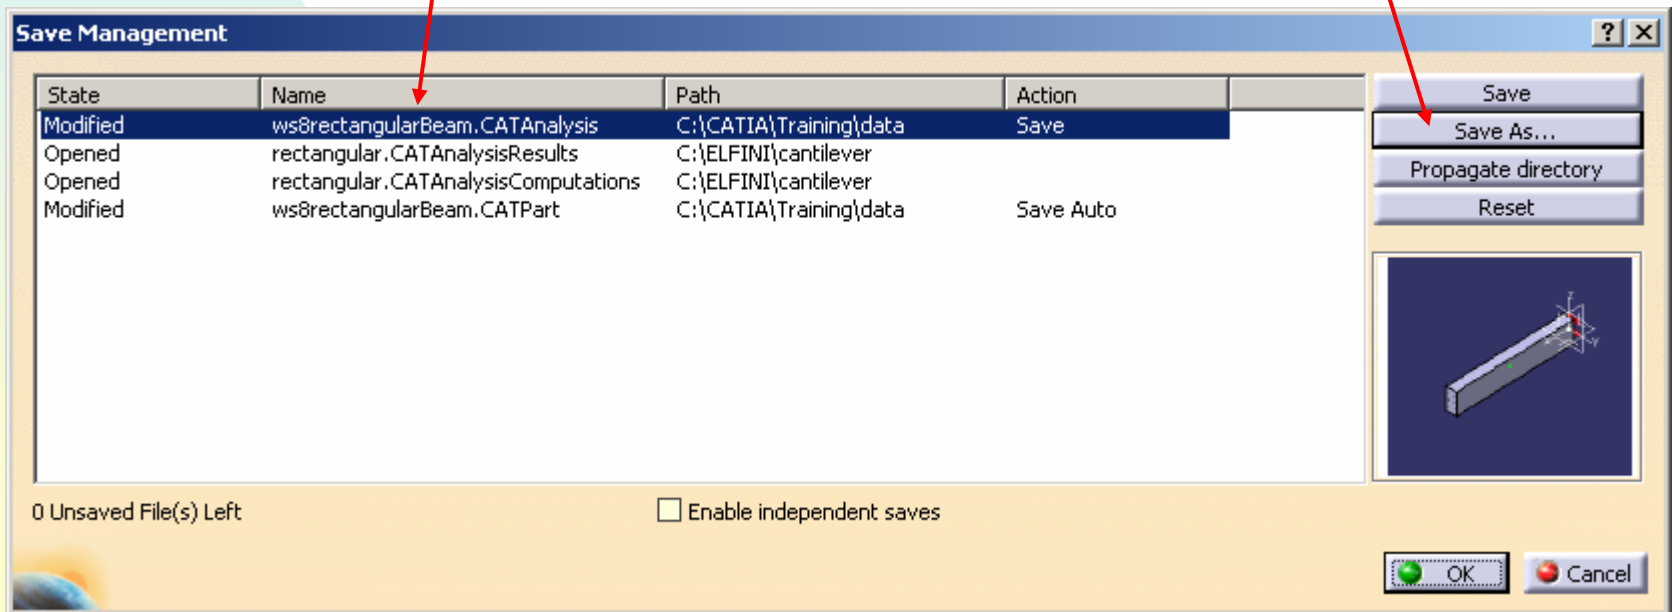 Save Management
State Name Path Action
Modified ws8rectangularBeam.CATAnalysis C:\CATIA\Training\data Save
Opened rectangular.CATAnalysisResults C:\ELFINI\cantilever
Opened rectangular.CATAnalysisComputations C:\ELFINI\cantilever
Modified ws8rectangularBeam.CATPart C:\CATIA\Training\data Save Auto
Save
Save As...
Propagate directory
Reset
z
Y
0 Unsaved File(s) Left
Enable independent saves
OK Cancel